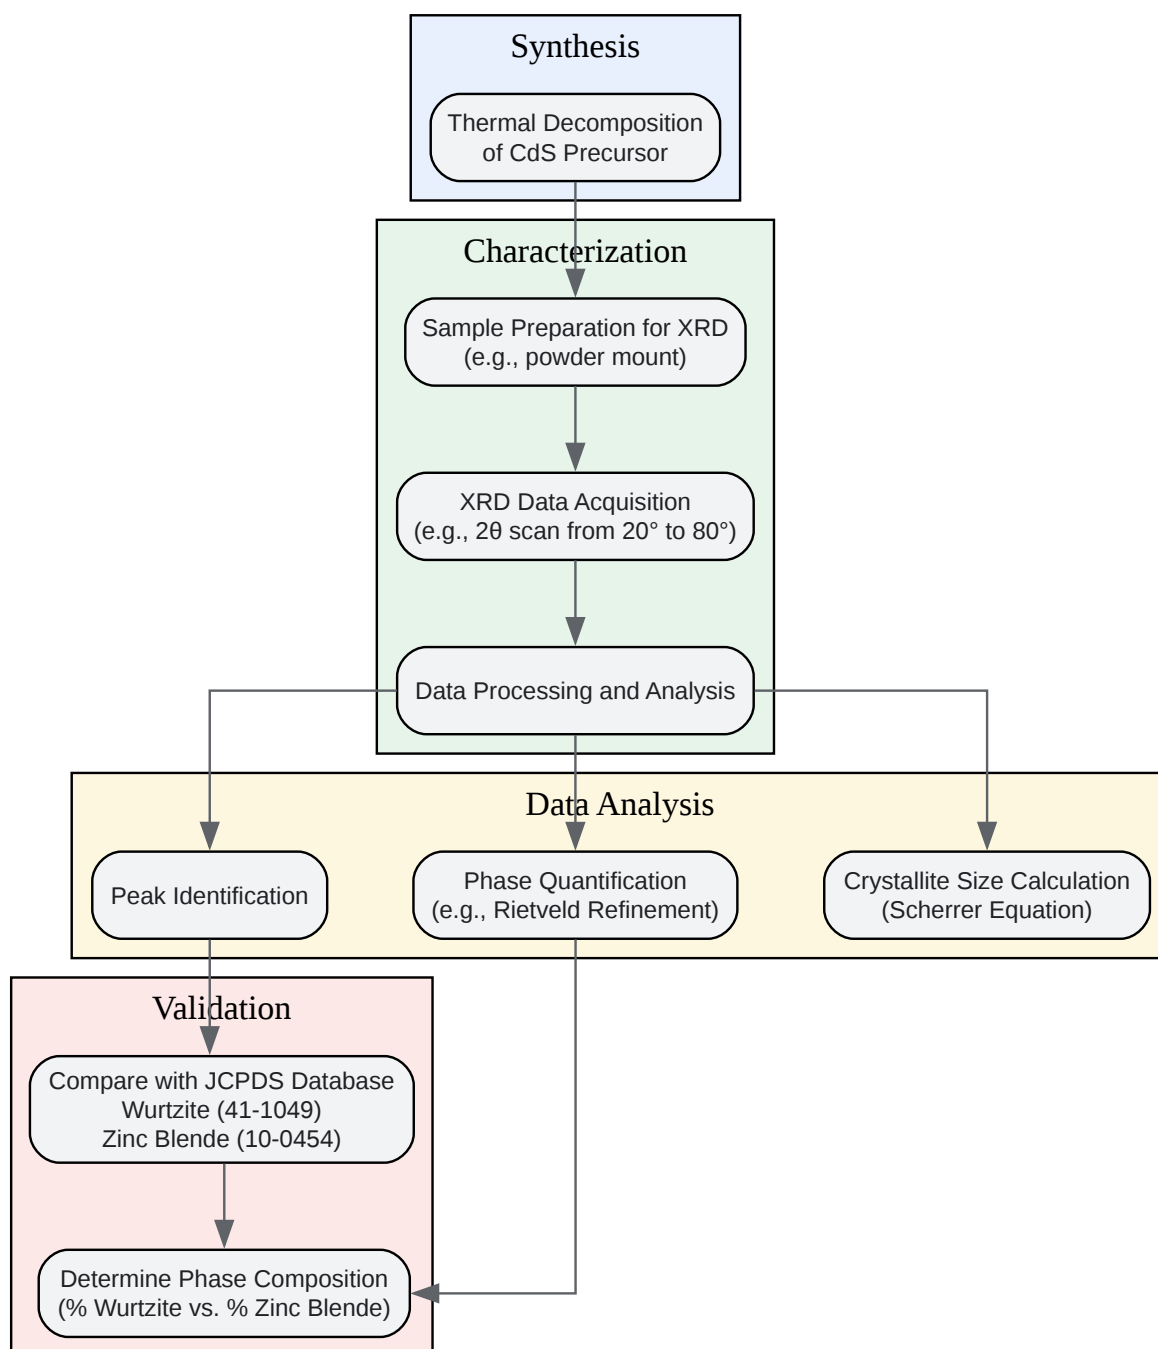 Synthesis
Thermal Decomposition
of CdS Precursor
Characterization
Sample Preparation for XRD
(e.g., powder mount)
XRD Data Acquisition
(e.g., 2θ scan from 20° to 80°)
Data Processing and Analysis
Data Analysis
Peak Identification
Phase Quantification
(e.g., Rietveld Refinement)
Crystallite Size Calculation
(Scherrer Equation)
Validation
Compare with JCPDS Database
Wurtzite (41-1049)
Zinc Blende (10-0454)
Determine Phase Composition
(% Wurtzite vs. % Zinc Blende)